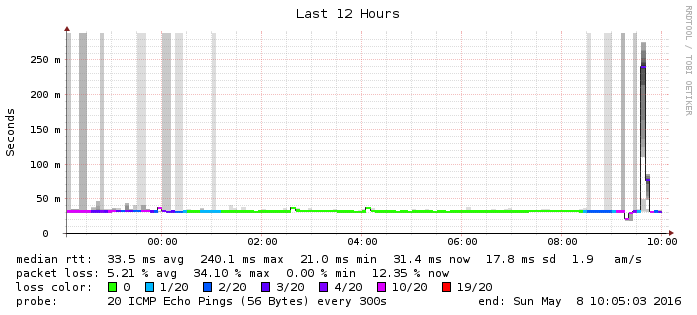 Last 12 Hours
RRDTOOL / TOBI OETIKER
Seconds
250 m
200 m
150 m
100 m
50 m
0
00:00 02:00 04:00 06:00 08:00 10:00
median rtt: 33.5 ms avg 240.1 ms max 21.0 ms min 31.4 ms now 17.8 ms sd 1.9 am/s
packet loss: 5.21 % avg 34.10 % max 0.00 % min 12.35 % now
loss color: 0 1/20 2/20 3/20 4/20 10/20 19/20
probe: 20 ICMP Echo Pings (56 Bytes) every 300s end: Sun May 8 10:05:03 2016